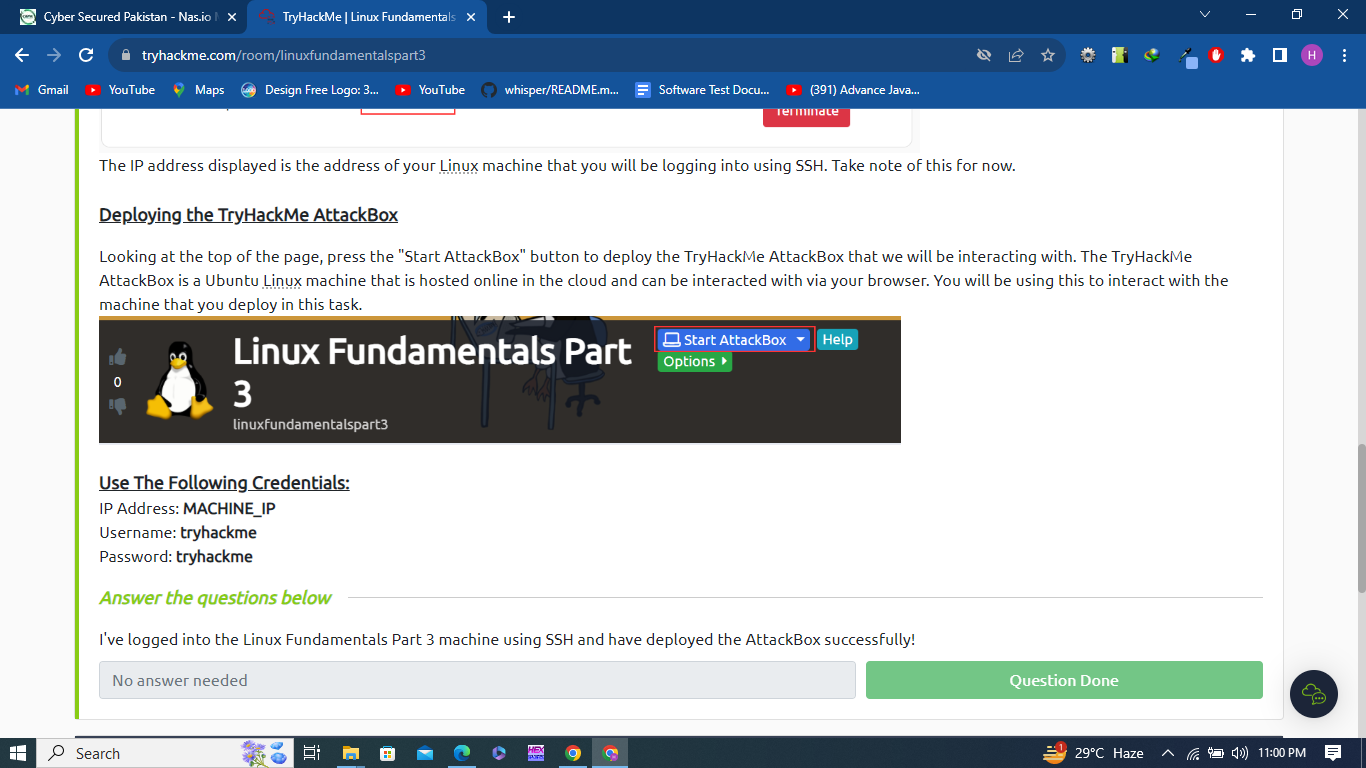 Cyber Secured Pakistan - Nas.io
TryHackMe | Linux Fundamentals
tryhackme.com/room/linuxfundamentalspart3
H
Gmail
YouTube
Maps
Design Free Logo: 3...
YouTube
whisper/README.m...
Software Test Docu...
(391) Advance Java...
Terminate
The IP address displayed is the address of your Linux machine that you will be logging into using SSH. Take note of this for now.
Deploying the TryHackMe AttackBox
Looking at the top of the page, press the "Start AttackBox" button to deploy the TryHackMe AttackBox that we will be interacting with. The TryHackMe
AttackBox is a Ubuntu Linux machine that is hosted online in the cloud and can be interacted with via your browser. You will be using this to interact with the
machine that you deploy in this task.
Linux Fundamentals Part
3
linuxfundamentalspart3
0
Start AttackBox
Help
Options
Use The Following Credentials:
IP Address: MACHINE_IP
Username: tryhackme
Password: tryhackme
Answer the questions below
I've logged into the Linux Fundamentals Part 3 machine using SSH and have deployed the AttackBox successfully!
No answer needed
Question Done
Search
1
29°C Haze
11:00 PM